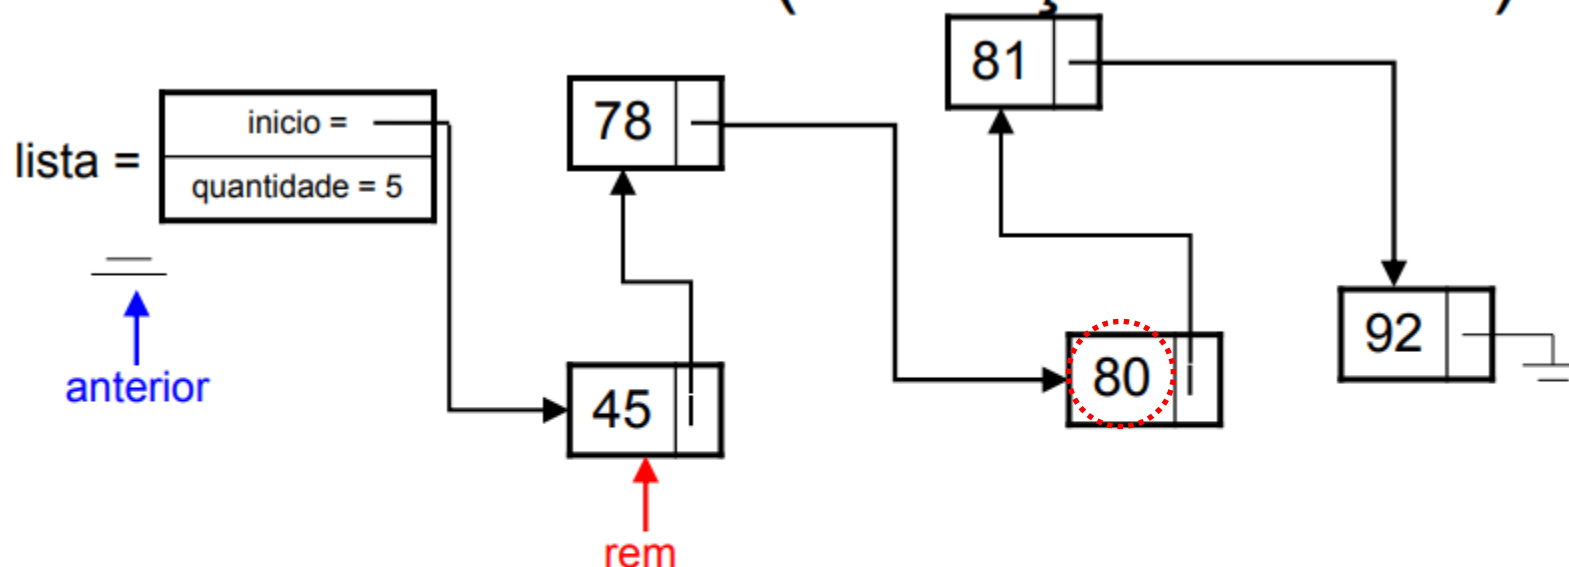 inicio =
lista =
quantidade = 5
78
81
anterior
45
80
92
rem